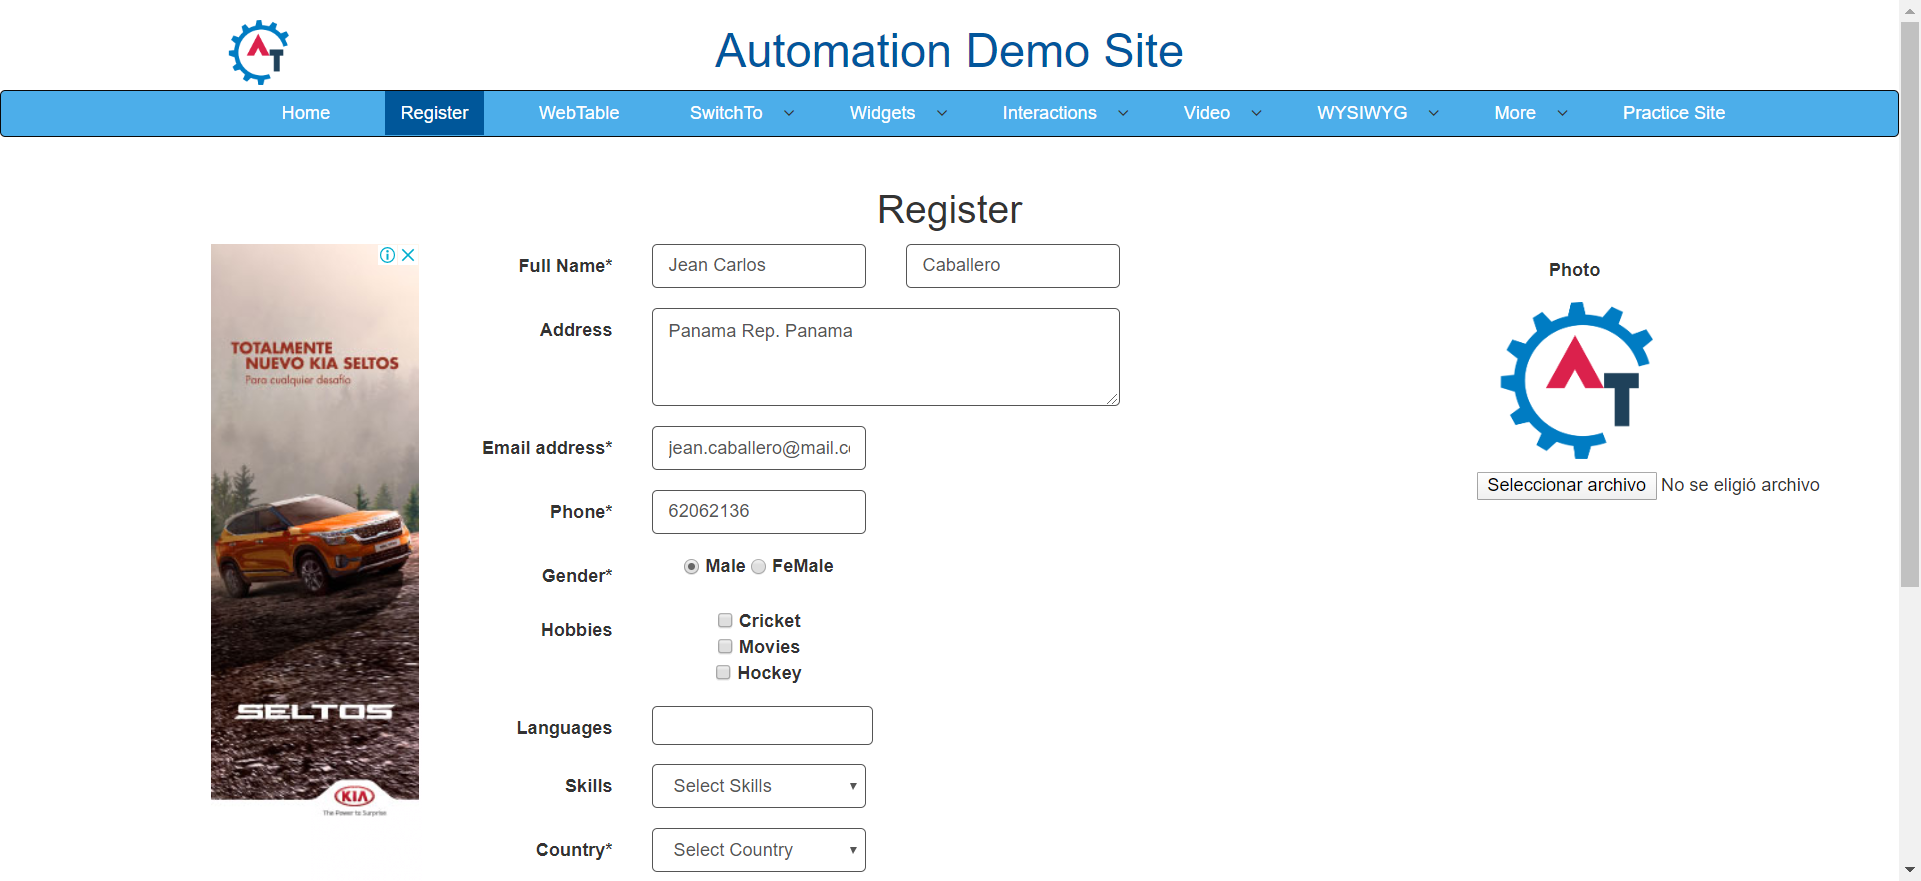 Automation Demo Site
Home Register WebTable SwitchTo Widgets Interactions Video WYSIWYG More Practice Site
Register
TOTALMENTE
NUEVO KIA SELTOS
Para cualquier desafío
SELTOS
KIA
The Power to Surprise
Full Name* Jean Carlos Caballero
Address Panama Rep. Panama
Email address* jean.caballero@mail.c
Phone* 62062136
Gender* Male FeMale
Hobbies Cricket
Movies
Hockey
Languages
Skills Select Skills
Country* Select Country
Photo
AT
Seleccionar archivo No se eligió archivo